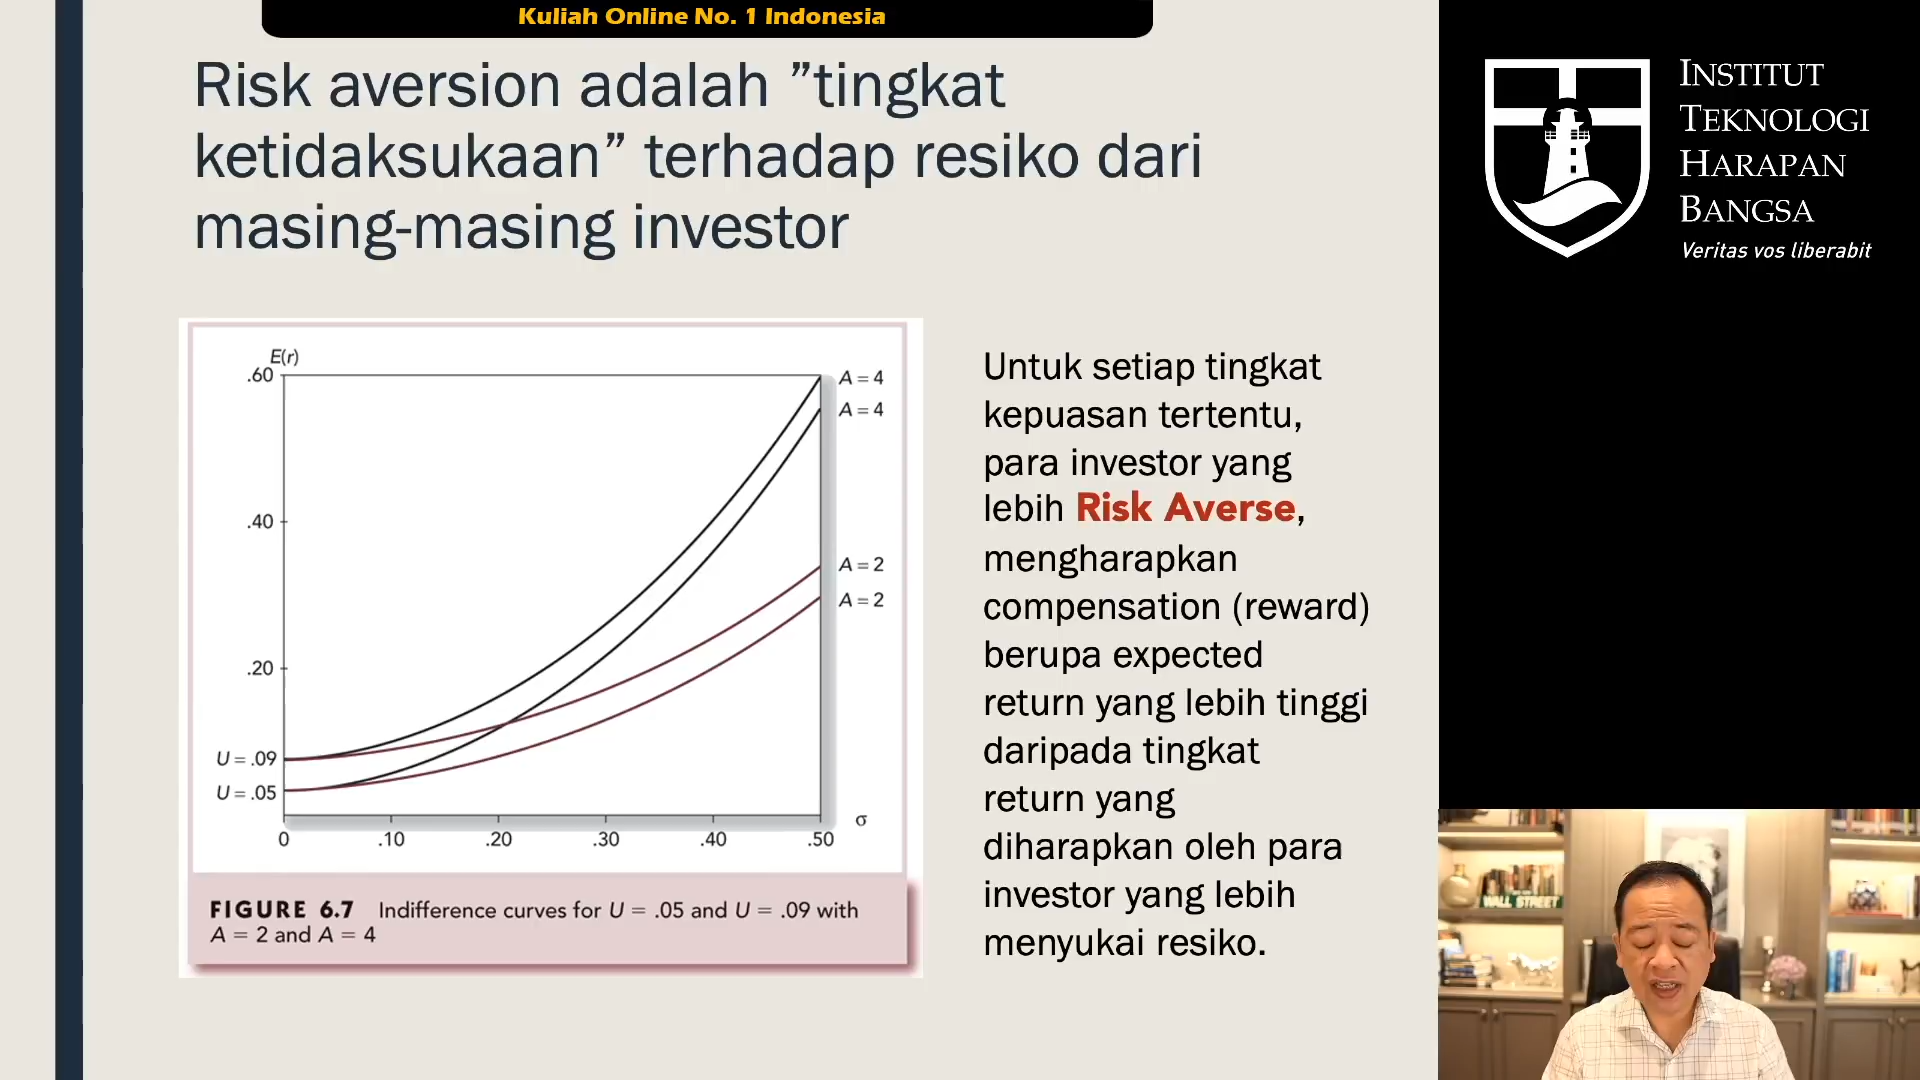 Kuliah Online No. 1 Indonesia
Risk aversion adalah ”tingkat
ketidaksukaan” terhadap resiko dari
masing-masing investor
E(r)
.60
.40
.20
U = .09
U = .05
0
.10
.20
.30
.40
.50
σ
A = 4
A = 4
A = 2
A = 2
FIGURE 6.7 Indifference curves for U = .05 and U = .09 with
A = 2 and A = 4
Untuk setiap tingkat
kepuasan tertentu,
para investor yang
lebih Risk Averse,
mengharapkan
compensation (reward)
berupa expected
return yang lebih tinggi
daripada tingkat
return yang
diharapkan oleh para
investor yang lebih
menyukai resiko.
INSTITUT
TEKNOLOGI
HARAPAN
BANGSA
Veritas vos liberabit
WALL STREET